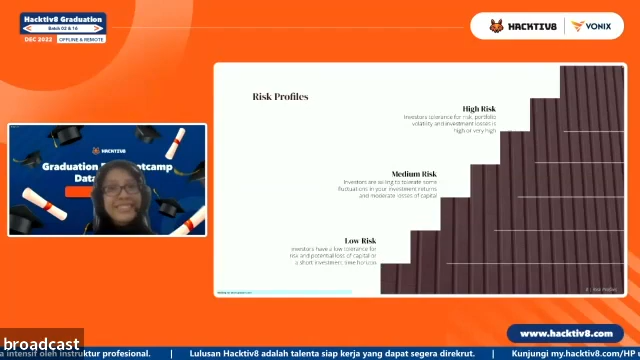 Hacktiv8 Graduation
Batch 02 & 16
DEC 2022
OFFLINE & REMOTE
HACKTIV8
VONIX
Risk Profiles
High Risk
Investors tolerance for risk, portfolio
volatility and investment losses is
high or very high
HACKTIV8
Medium Risk
Investors are willing to tolerate some
fluctuations in your investment returns
and moderate losses of capital
Low Risk
Investors have a low tolerance for
risk and potential loss of capital or
a short investment time horizon
Risk Profiles
www.hacktiv8.com
broadcast
a intensif oleh instruktur profesional. | Lulusan Hacktiv8 adalah talenta siap kerja yang dapat segera direkrut. | Kunjungi my.hacktiv8.com/HP u